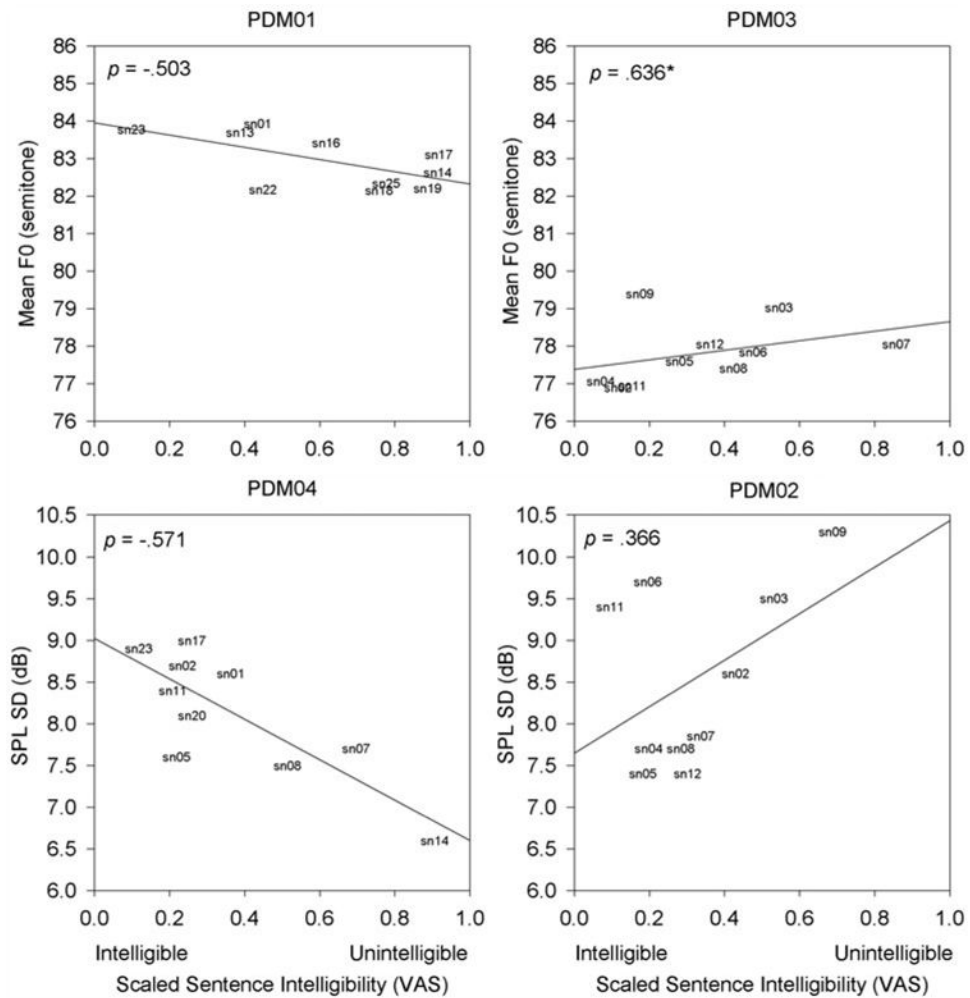 PDM01
PDM03
86
85
84
83
82
81
80
79
78
77
76
Mean F0 (semitone)
p = -.503
sn23
sn13
sn01
sn16
sn22
sn17
sn14
sn25
sn18
sn19
0.0 0.2 0.4 0.6 0.8 1.0
86
85
84
83
82
81
80
79
78
77
76
Mean F0 (semitone)
p = .636*
sn09
sn03
sn12
sn07
sn06
sn05
sn08
sn04
sn11
0.0 0.2 0.4 0.6 0.8 1.0
PDM04
PDM02
10.5
10.0
9.5
9.0
8.5
8.0
7.5
7.0
6.5
6.0
SPL SD (dB)
p = -.571
sn23
sn17
sn02
sn01
sn11
sn20
sn05
sn07
sn08
sn14
0.0 0.2 0.4 0.6 0.8 1.0
Intelligible Unintelligible
Scaled Sentence Intelligibility (VAS)
10.5
10.0
9.5
9.0
8.5
8.0
7.5
7.0
6.5
6.0
SPL SD (dB)
p = .366
sn09
sn06
sn11
sn03
sn02
sn07
sn04
sn08
sn05
sn12
0.0 0.2 0.4 0.6 0.8 1.0
Intelligible Unintelligible
Scaled Sentence Intelligibility (VAS)